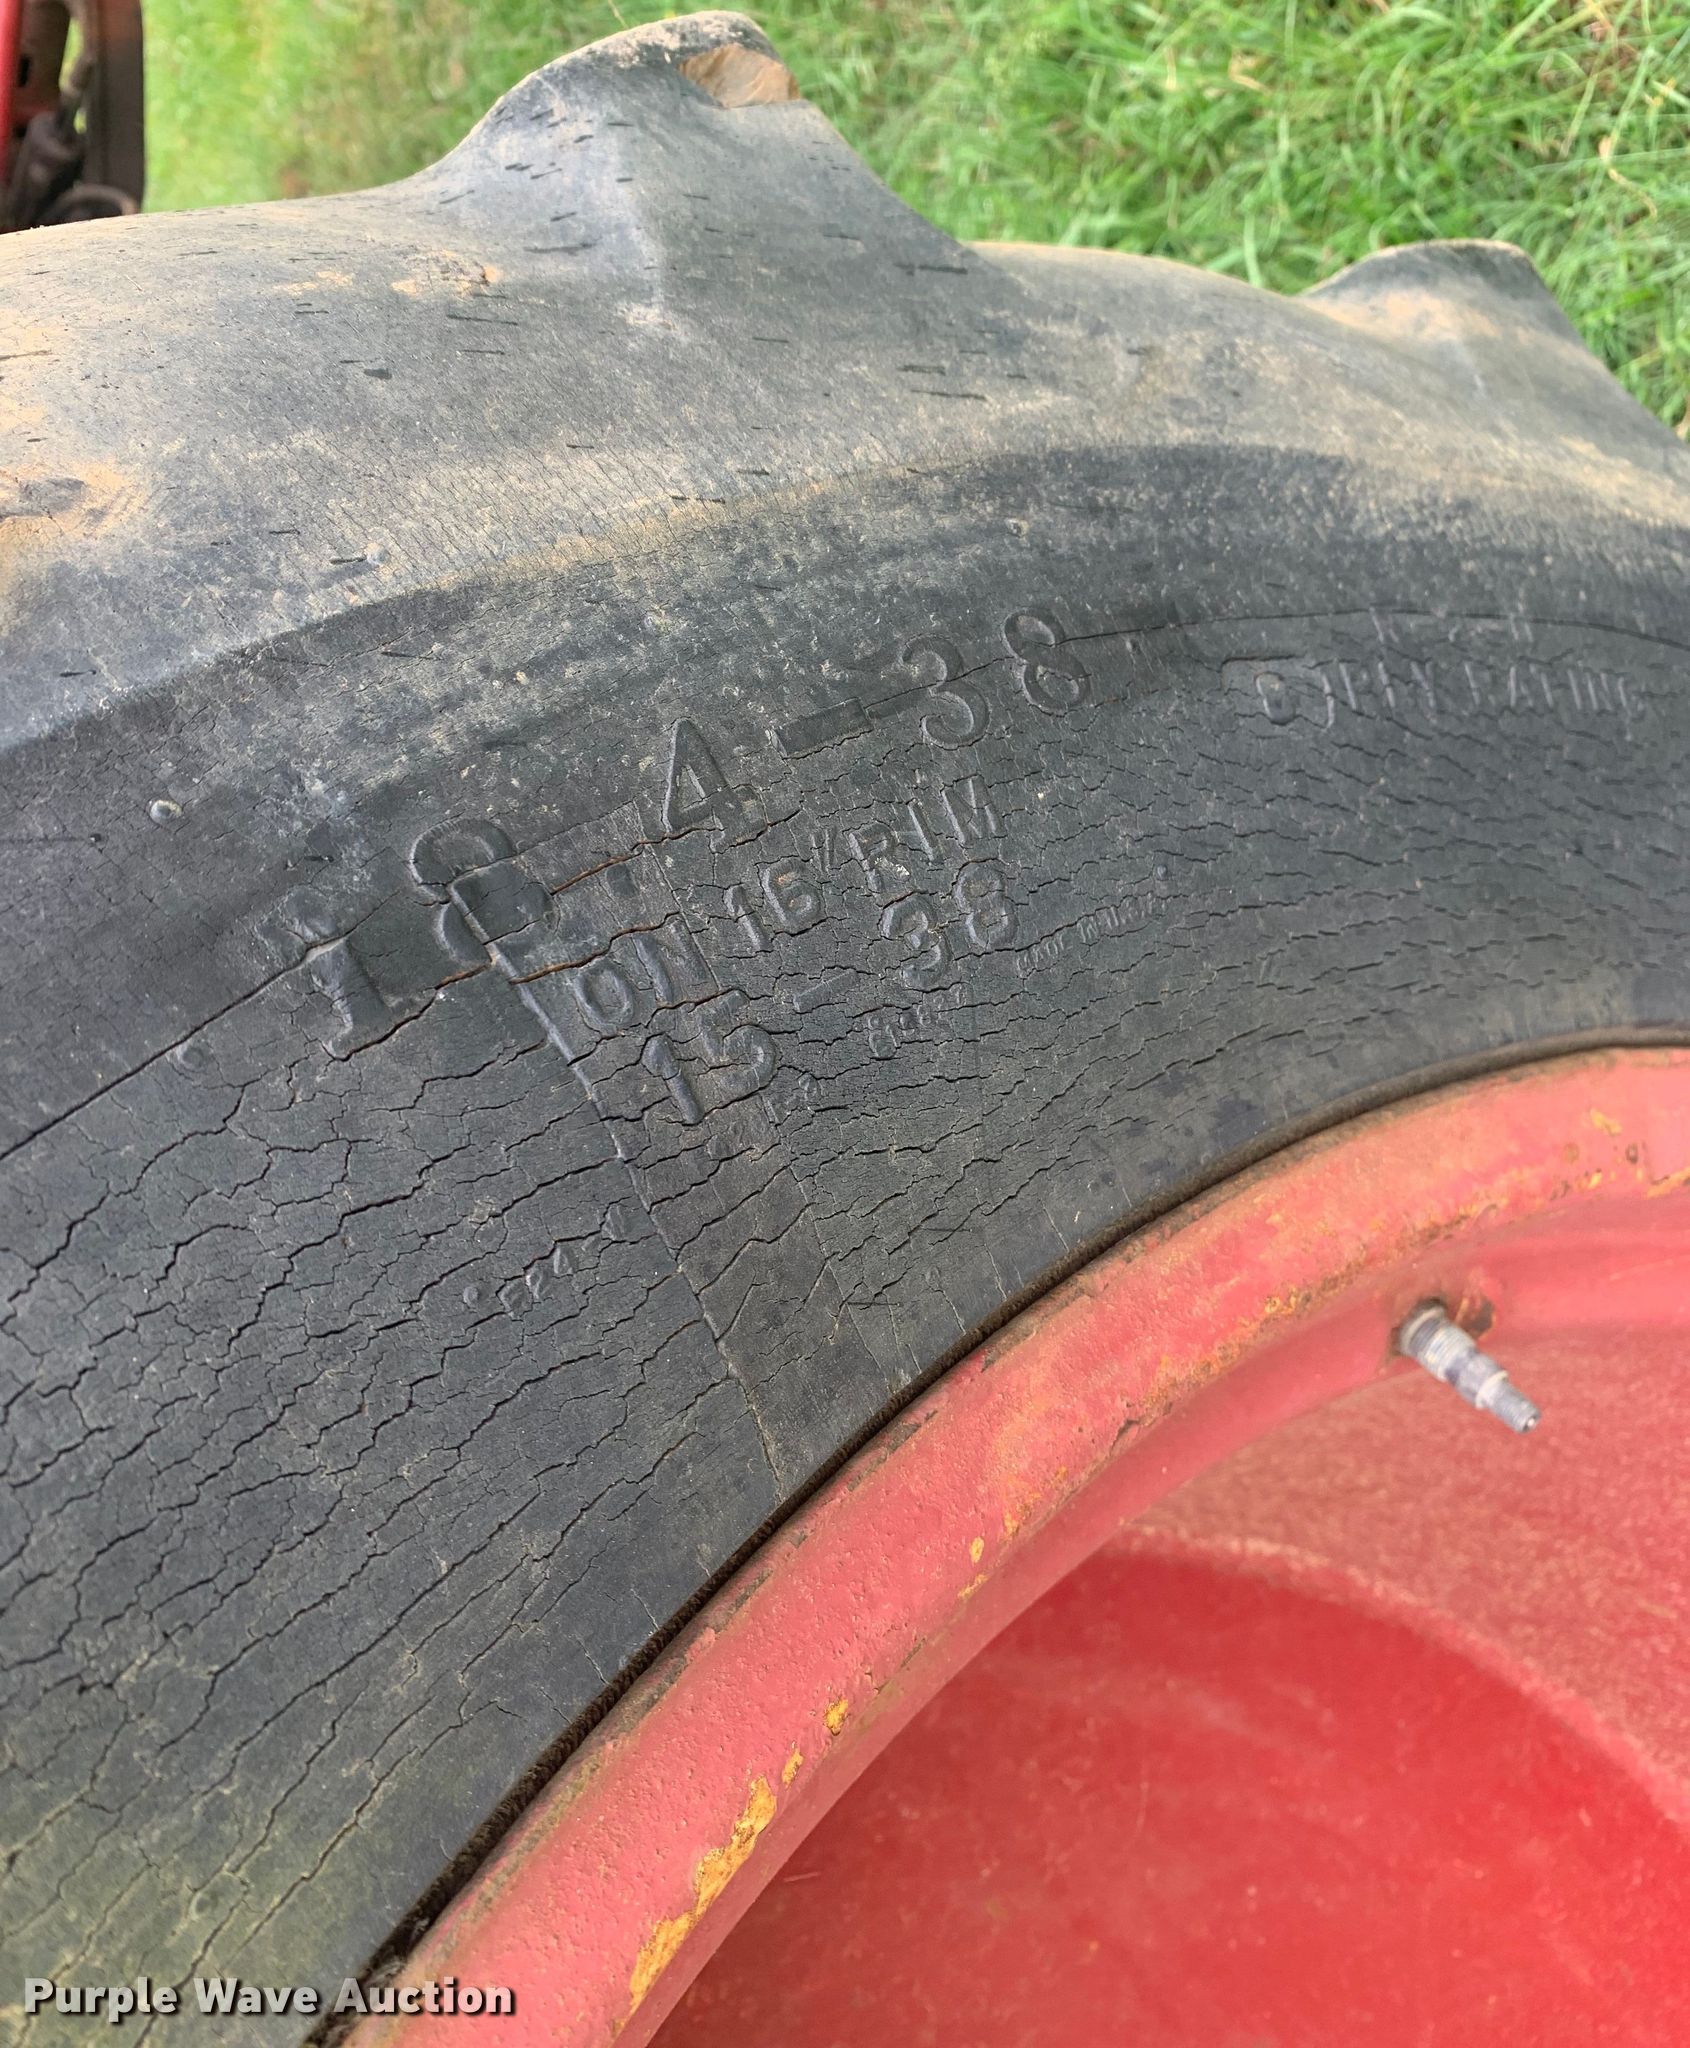 18.4-38
6 PLY RATING
ON 16" RIM
15-38
Purple Wave Auction